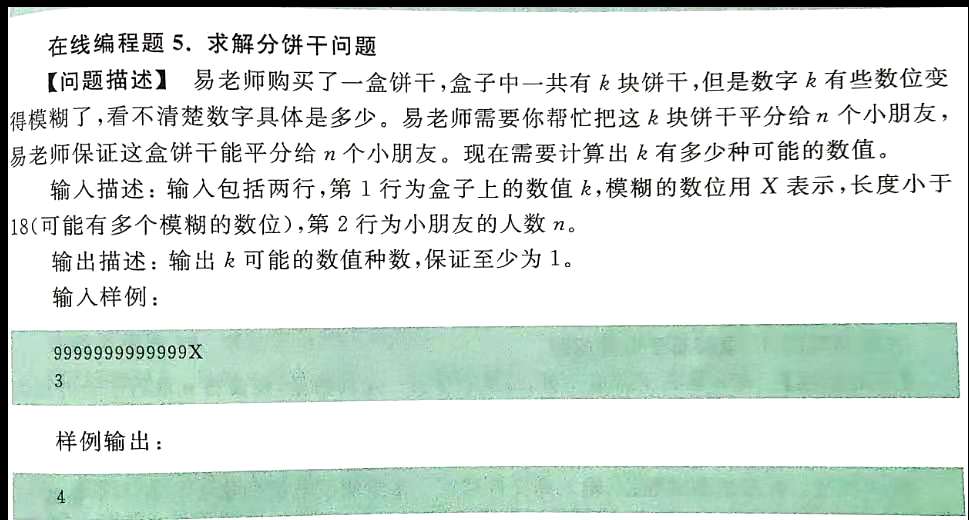 在线编程题 5. 求解分饼干问题
【问题描述】 易老师购买了一盒饼干,盒子中一共有 k 块饼干,但是数字 k 有些数位变
得模糊了,看不清楚数字具体是多少。易老师需要你帮忙把这 k 块饼干平分给 n 个小朋友,
易老师保证这盒饼干能平分给 n 个小朋友。现在需要计算出 k 有多少种可能的数值。
输入描述：输入包括两行,第 1 行为盒子上的数值 k,模糊的数位用 X 表示,长度小于
18(可能有多个模糊的数位),第 2 行为小朋友的人数 n。
输出描述：输出 k 可能的数值种数,保证至少为 1。
输入样例：
9999999999999X
3
样例输出：
4